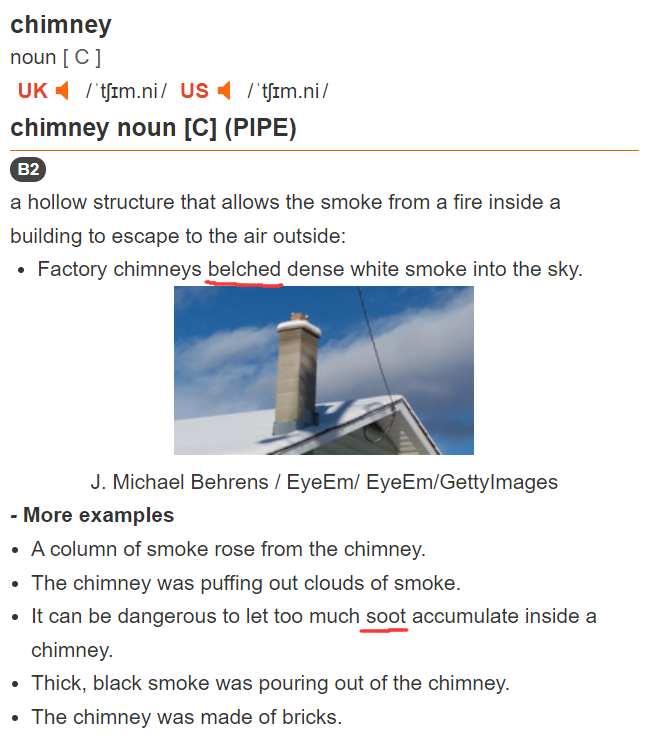 chimney
noun [ C ]
UK /ˈtʃɪm.ni/ US /ˈtʃɪm.ni/
chimney noun [C] (PIPE)
B2
a hollow structure that allows the smoke from a fire inside a
building to escape to the air outside:
• Factory chimneys belched dense white smoke into the sky.
J. Michael Behrens / EyeEm/ EyeEm/GettyImages
- More examples
• A column of smoke rose from the chimney.
• The chimney was puffing out clouds of smoke.
• It can be dangerous to let too much soot accumulate inside a
chimney.
• Thick, black smoke was pouring out of the chimney.
• The chimney was made of bricks.